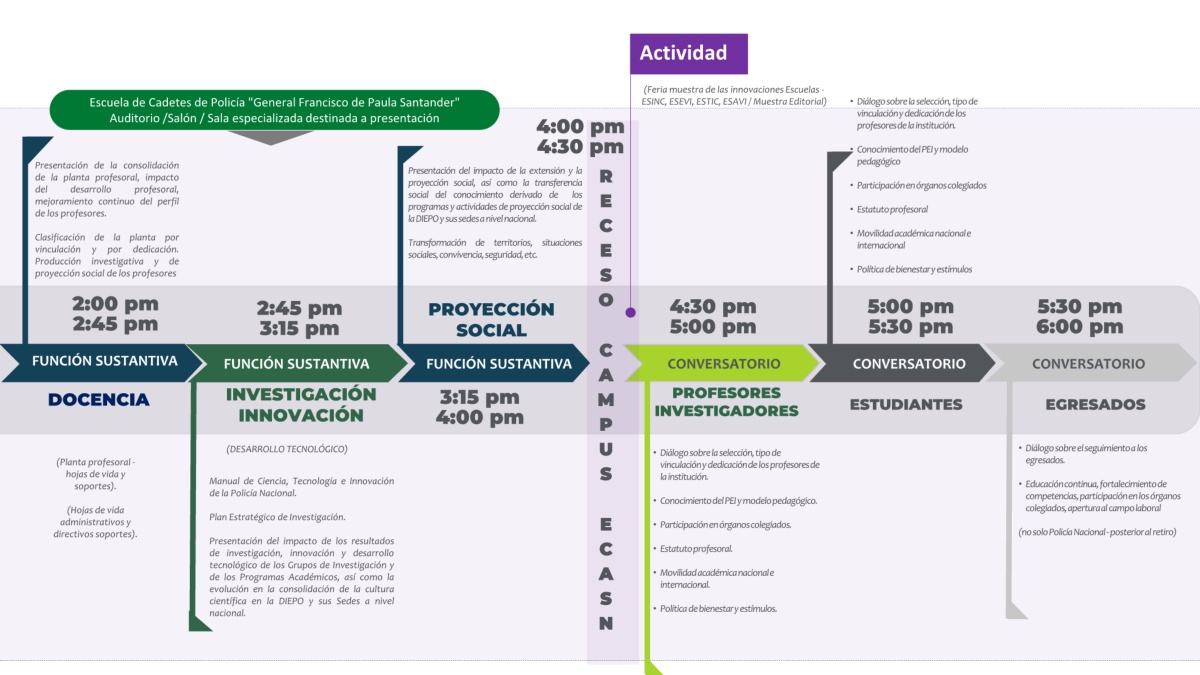 Actividad
(Feria muestra de las innovaciones Escuelas -
ESINC, ESEVI, ESTIC, ESAVI / Muestra Editorial)
Escuela de Cadetes de Policía "General Francisco de Paula Santander"
Auditorio /Salón / Sala especializada destinada a presentación
Presentación de la consolidación
de la planta profesoral, impacto
del desarrollo profesoral,
mejoramiento continuo del perfil
de los profesores.
Clasificación de la planta por
vinculación y por dedicación.
Producción investigativa y de
proyección social de los profesores
2:00 pm
2:45 pm
FUNCIÓN SUSTANTIVA
DOCENCIA
(Planta profesoral -
hojas de vida y
soportes).
(Hojas de vida
administrativos y
directivos soportes).
2:45 pm
3:15 pm
FUNCIÓN SUSTANTIVA
INVESTIGACIÓN
INNOVACIÓN
(DESARROLLO TECNOLÓGICO)
Manual de Ciencia, Tecnología e Innovación
de la Policía Nacional.
Plan Estratégico de Investigación.
Presentación del impacto de los resultados
de investigación, innovación y desarrollo
tecnológico de los Grupos de Investigación y
de los Programas Académicos, así como la
evolución en la consolidación de la cultura
científica en la DIEPO y sus Sedes a nivel
nacional.
Presentación del impacto de la extensión y la
proyección social, así como la transferencia
social del conocimiento derivado de los
programas y actividades de proyección social de
la DIEPO y sus sedes a nivel nacional.
Transformación de territorios, situaciones
sociales, convivencia, seguridad, etc.
PROYECCIÓN
SOCIAL
FUNCIÓN SUSTANTIVA
3:15 pm
4:00 pm
4:00 pm
4:30 pm
RECESO CAMPUS ECASN
4:30 pm
5:00 pm
CONVERSATORIO
PROFESORES
INVESTIGADORES
• Diálogo sobre la selección, tipo de
vinculación y dedicación de los profesores de
la institución.
• Conocimiento del PEI y modelo pedagógico.
• Participación en órganos colegiados.
• Estatuto profesoral.
• Movilidad académica nacional e
internacional.
• Política de bienestar y estímulos.
• Diálogo sobre la selección, tipo de
vinculación y dedicación de los
profesores de la institución.
• Conocimiento del PEI y modelo
pedagógico
• Participación en órganos colegiados
• Estatuto profesoral
• Movilidad académica nacional e
internacional
• Política de bienestar y estímulos
5:00 pm
5:30 pm
CONVERSATORIO
ESTUDIANTES
5:30 pm
6:00 pm
CONVERSATORIO
EGRESADOS
• Diálogo sobre el seguimiento a los
egresados.
• Educación continua, fortalecimiento de
competencias, participación en los órganos
colegiados, apertura al campo laboral
(no solo Policía Nacional - posterior al retiro)